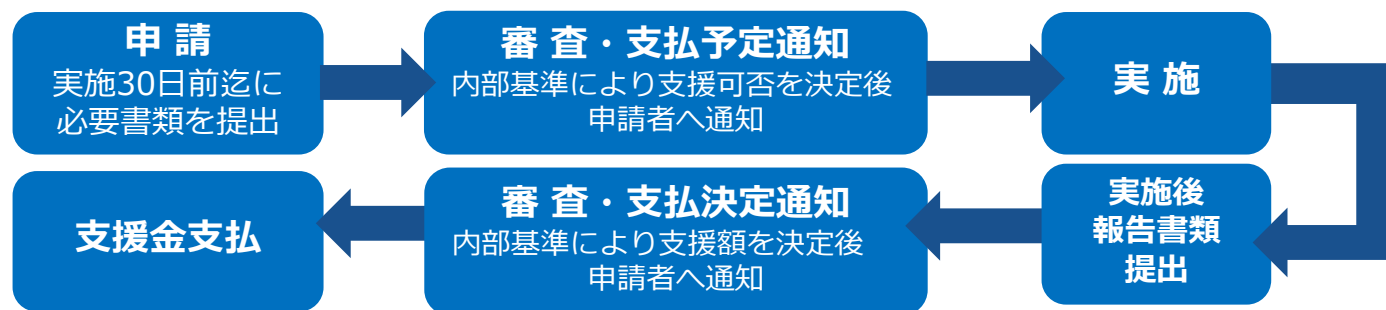 申 請
実施30日前迄に
必要書類を提出
審 査・支払予定通知
内部基準により支援可否を決定後
申請者へ通知
実 施
実施後
報告書類
提出
審 査・支払決定通知
内部基準により支援額を決定後
申請者へ通知
支援金支払